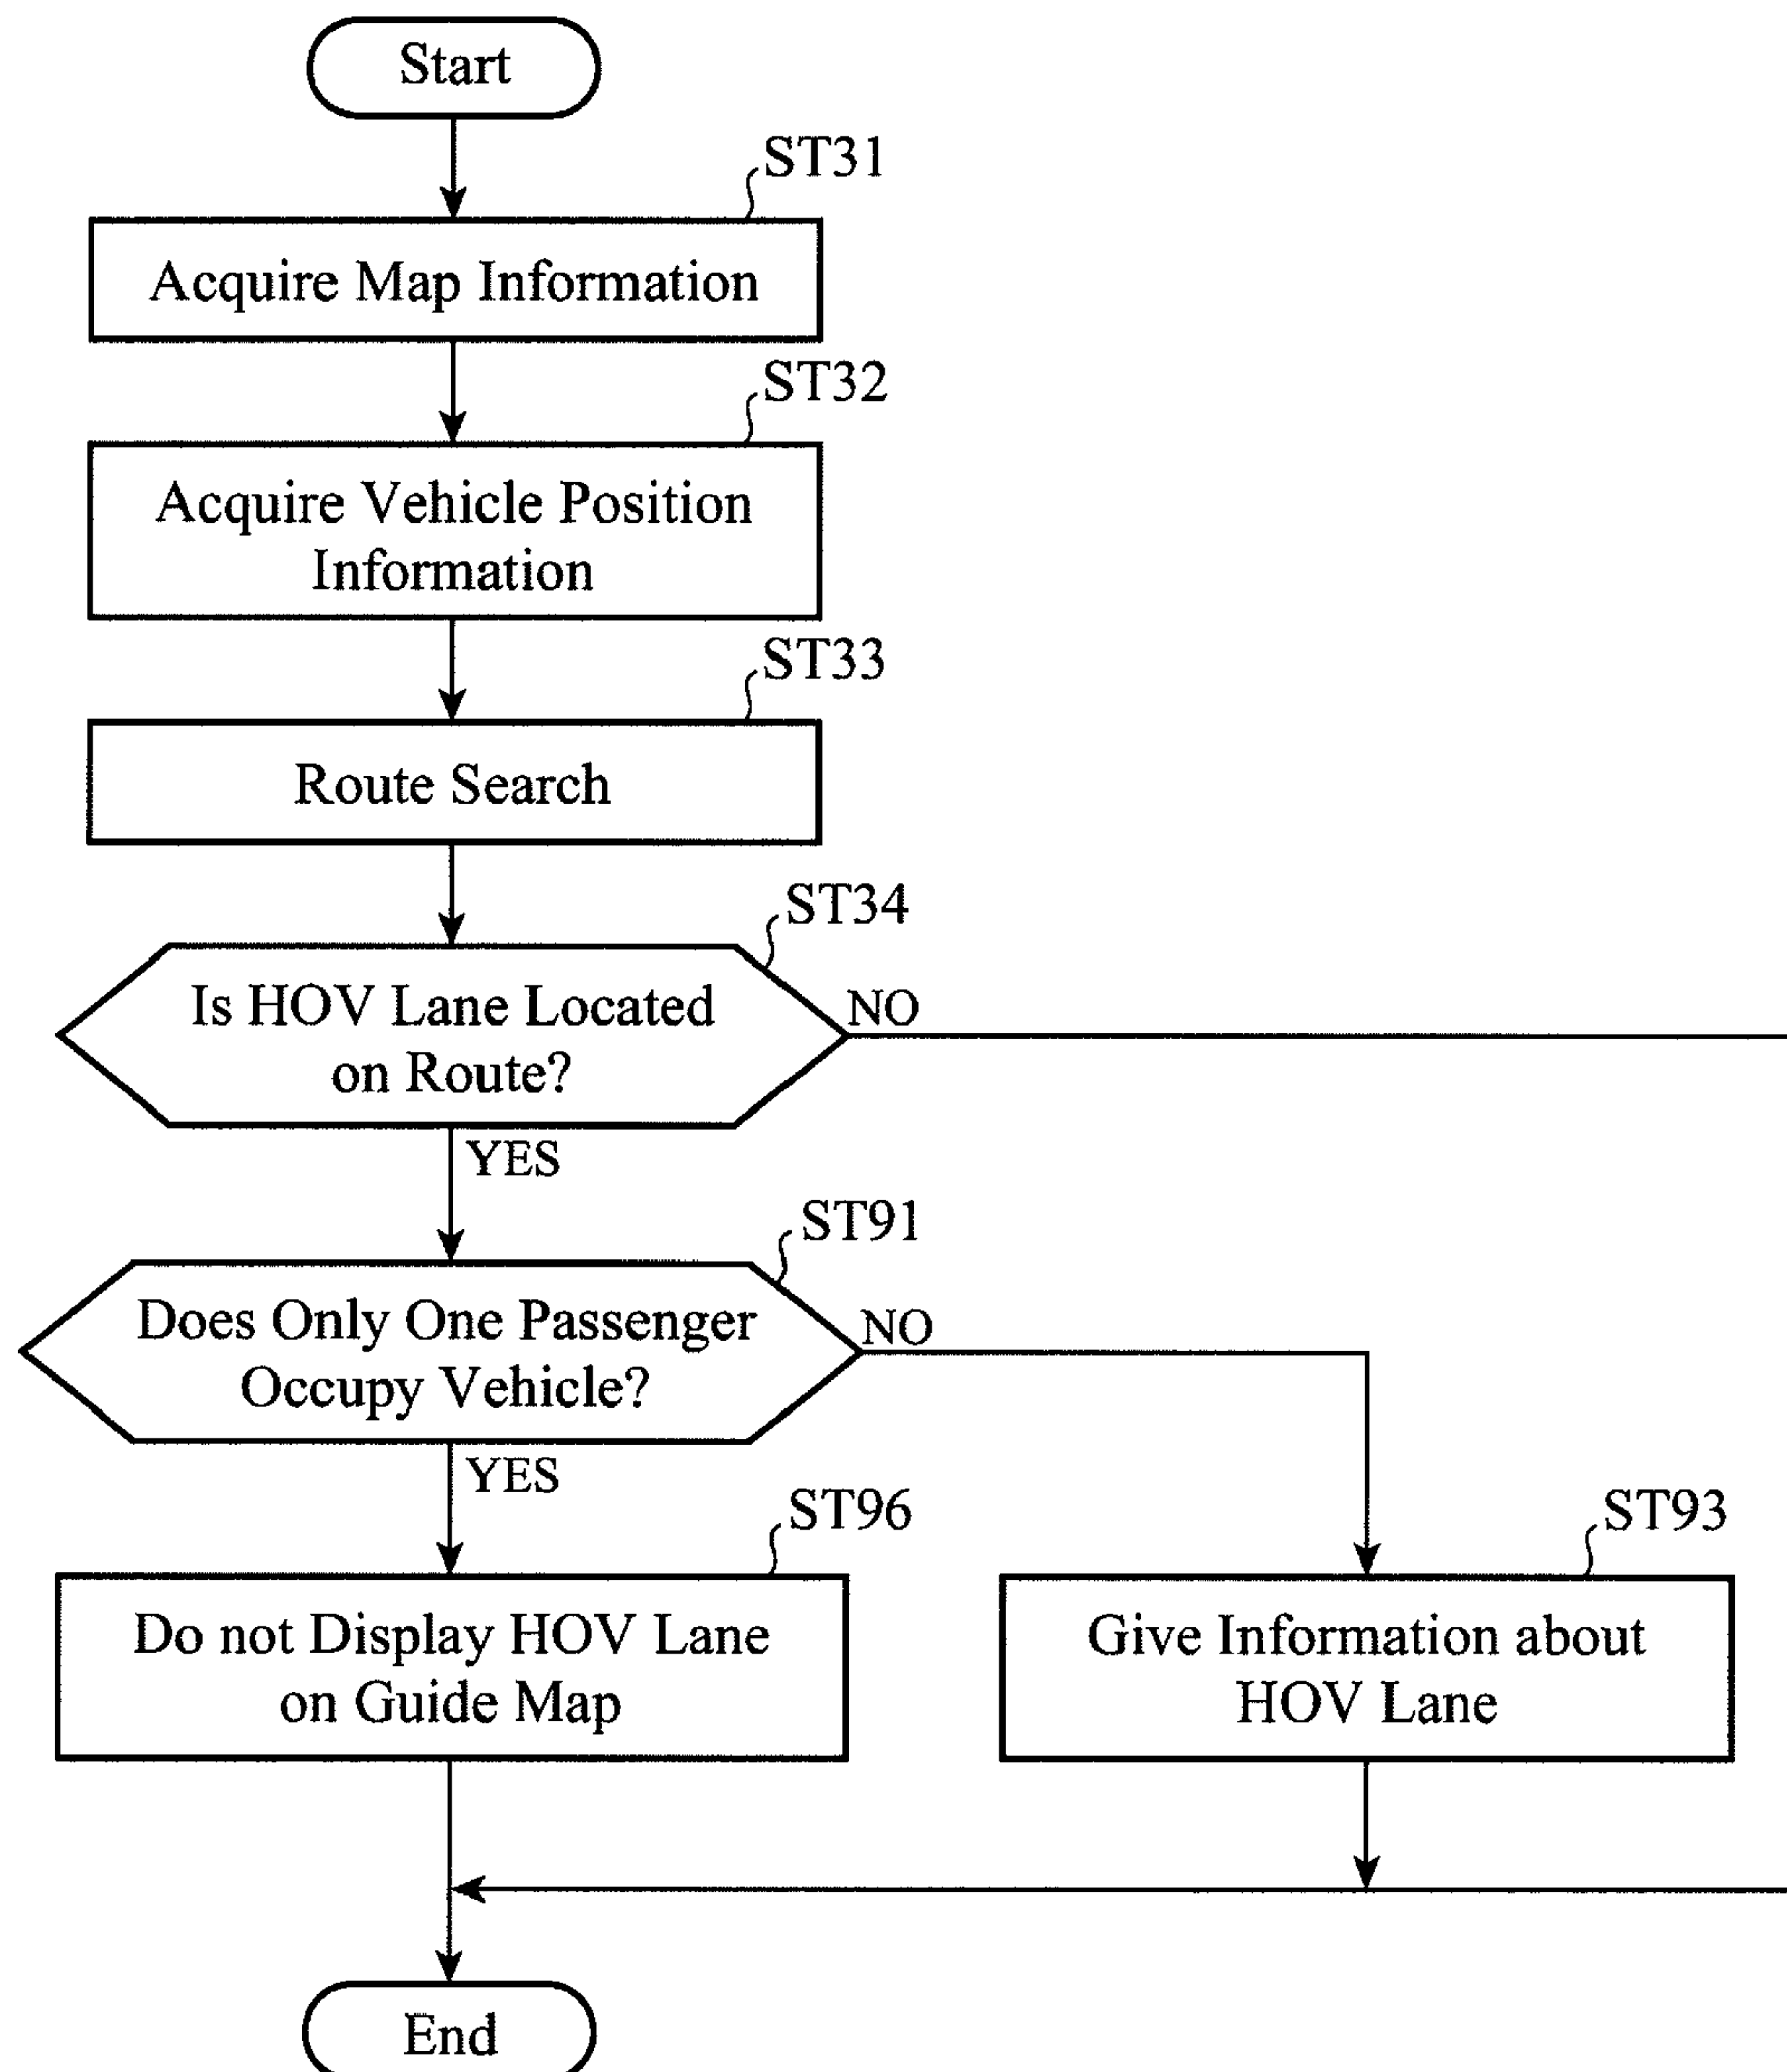 Start
ST31
Acquire Map Information
ST32
Acquire Vehicle Position
Information
ST33
Route Search
ST34
Is HOV Lane Located
on Route?
NO
YES
ST91
Does Only One Passenger
Occupy Vehicle?
NO
YES
ST96
Do not Display HOV Lane
on Guide Map
ST93
Give Information about
HOV Lane
End